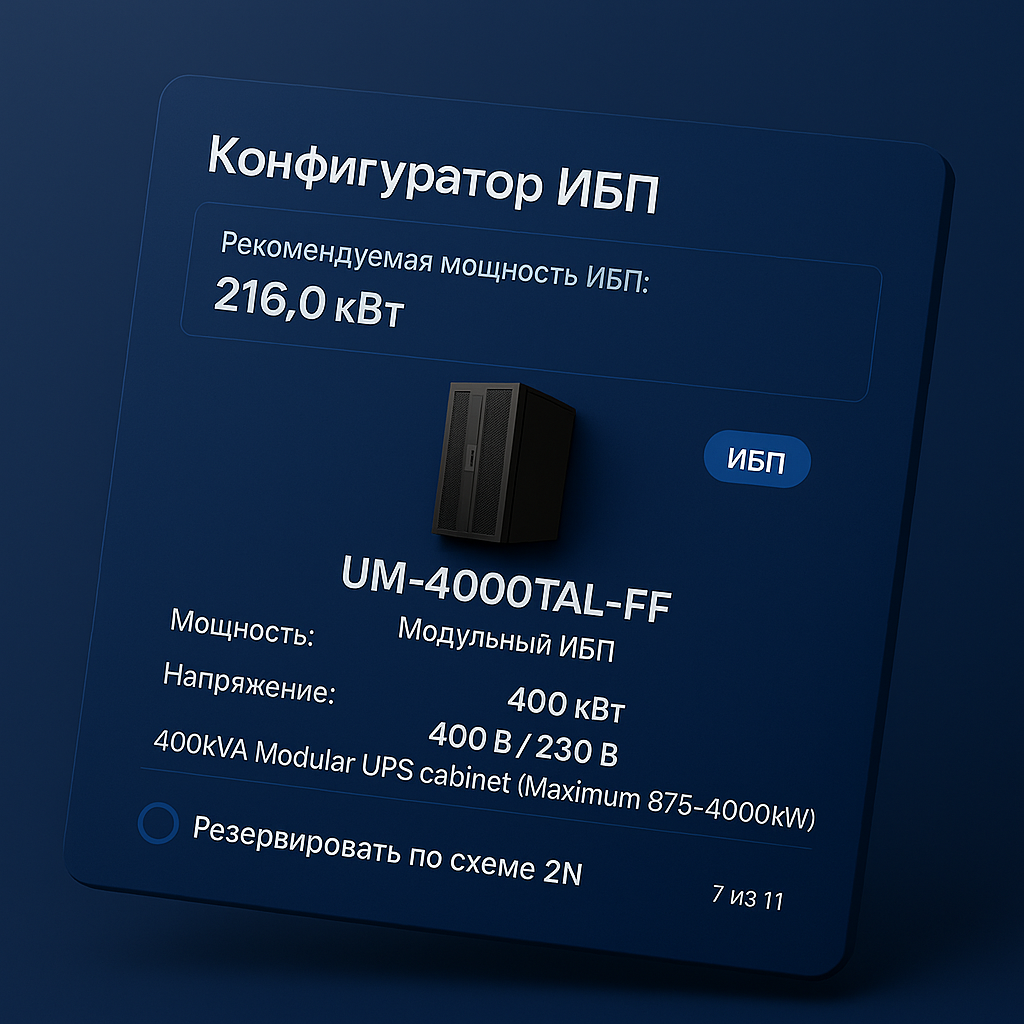 Конфигуратор ИБП
Рекомендуемая мощность ИБП:
216,0 кВт
ИБП
UM-4000TAL-FF
Модульный ИБП
Мощность:
400 кВт
Напряжение:
400 В / 230 В
400kVA Modular UPS cabinet (Maximum 875-4000kW)
Резервировать по схеме 2N
7 из 11